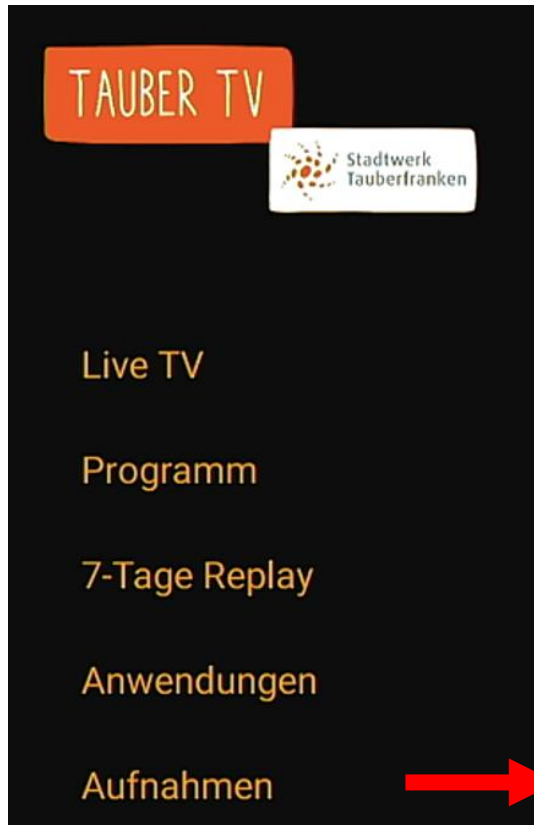 TAUBER TV
Stadtwerk
Tauberfranken
Live TV
Programm
7-Tage Replay
Anwendungen
Aufnahmen